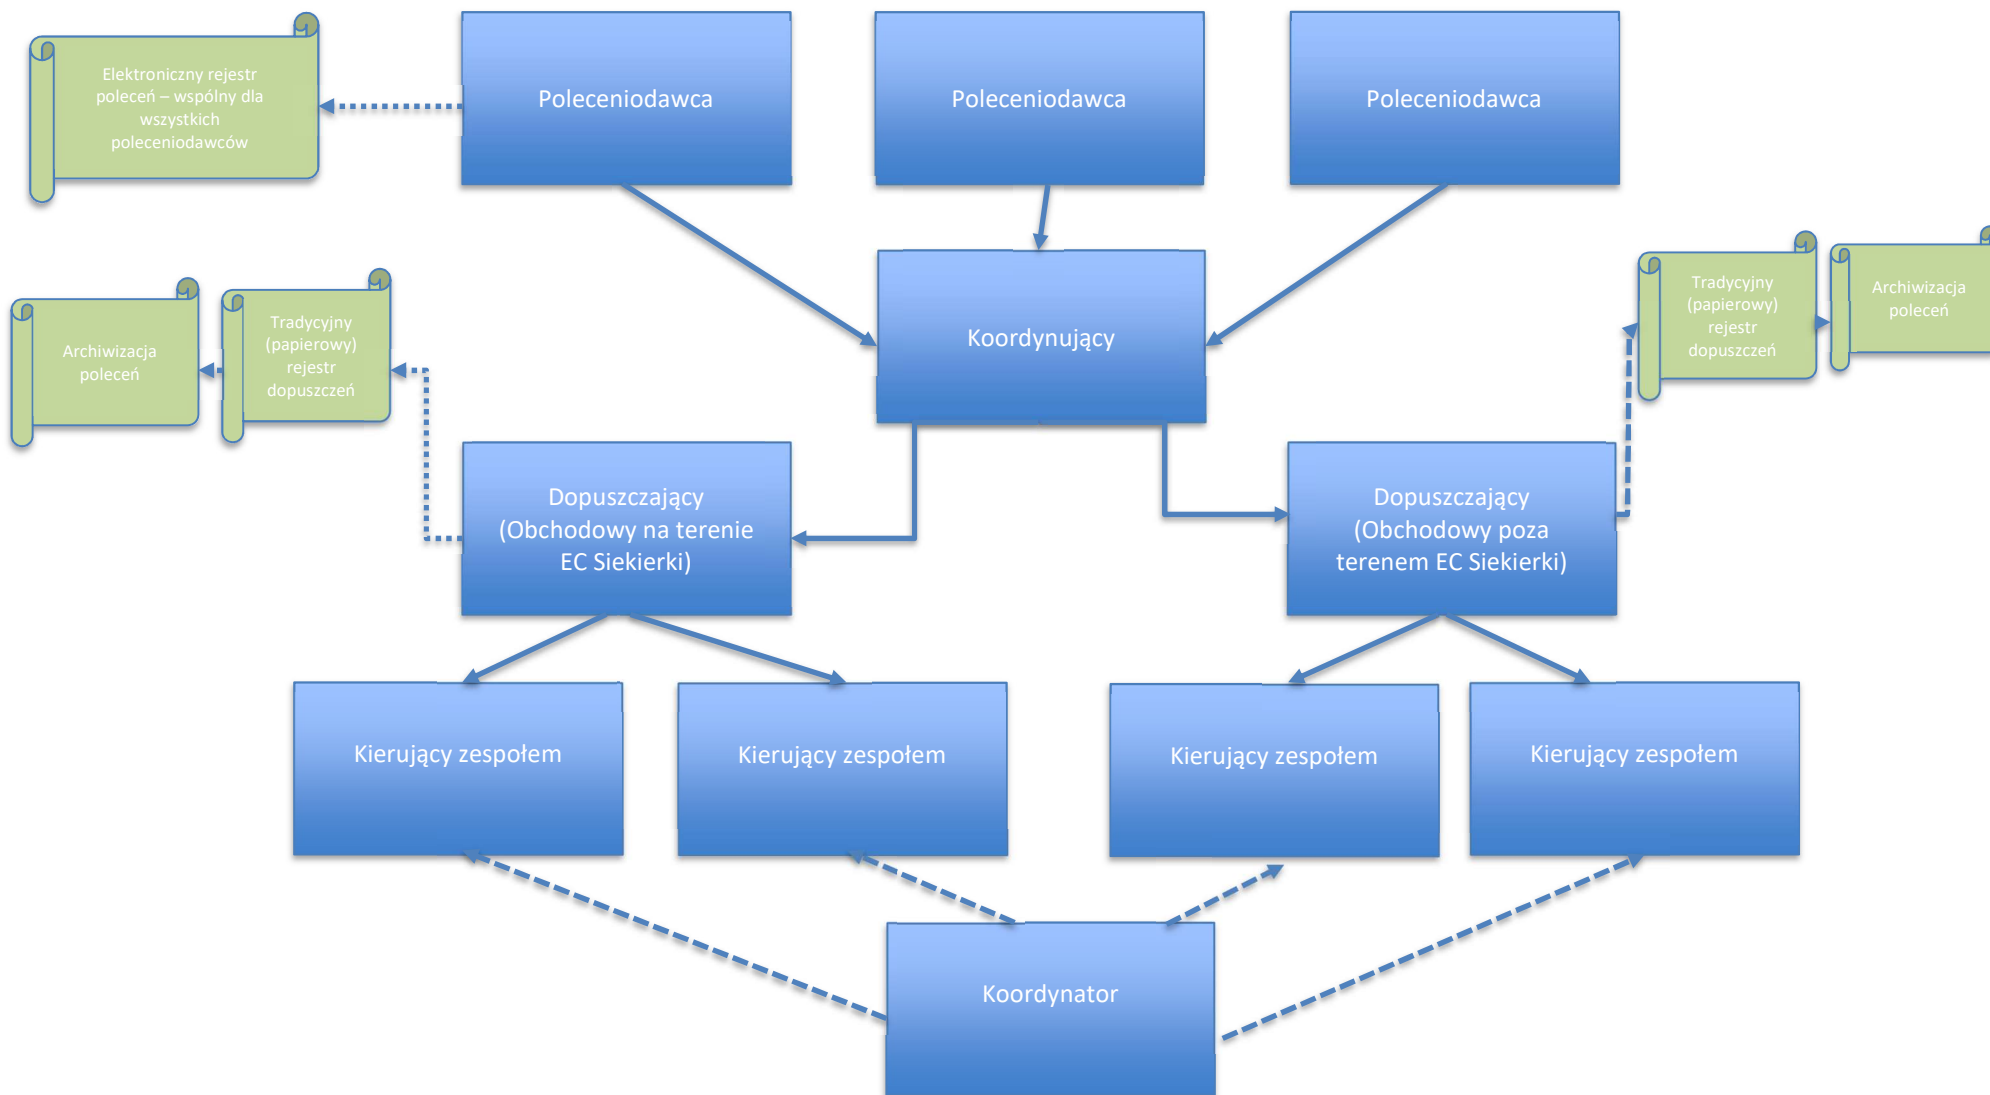 Elektroniczny rejestr
poleceń – wspólny dla
wszystkich
poleceniodawców
Poleceniodawca
Poleceniodawca
Poleceniodawca
Archiwizacja
poleceń
Tradycyjny
(papierowy)
rejestr
dopuszczeń
Koordynujący
Tradycyjny
(papierowy)
rejestr
dopuszczeń
Archiwizacja
poleceń
Dopuszczający
(Obchodowy na terenie
EC Siekierki)
Dopuszczający
(Obchodowy poza
terenem EC Siekierki)
Kierujący zespołem
Kierujący zespołem
Kierujący zespołem
Kierujący zespołem
Koordynator